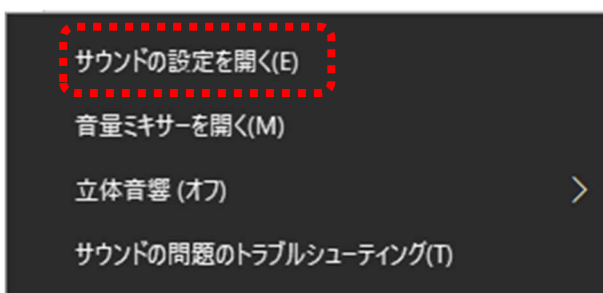 サウンドの設定を開く(E)
音量ミキサーを開く(M)
立体音響 (オフ)
サウンドの問題のトラブルシューティング(T)